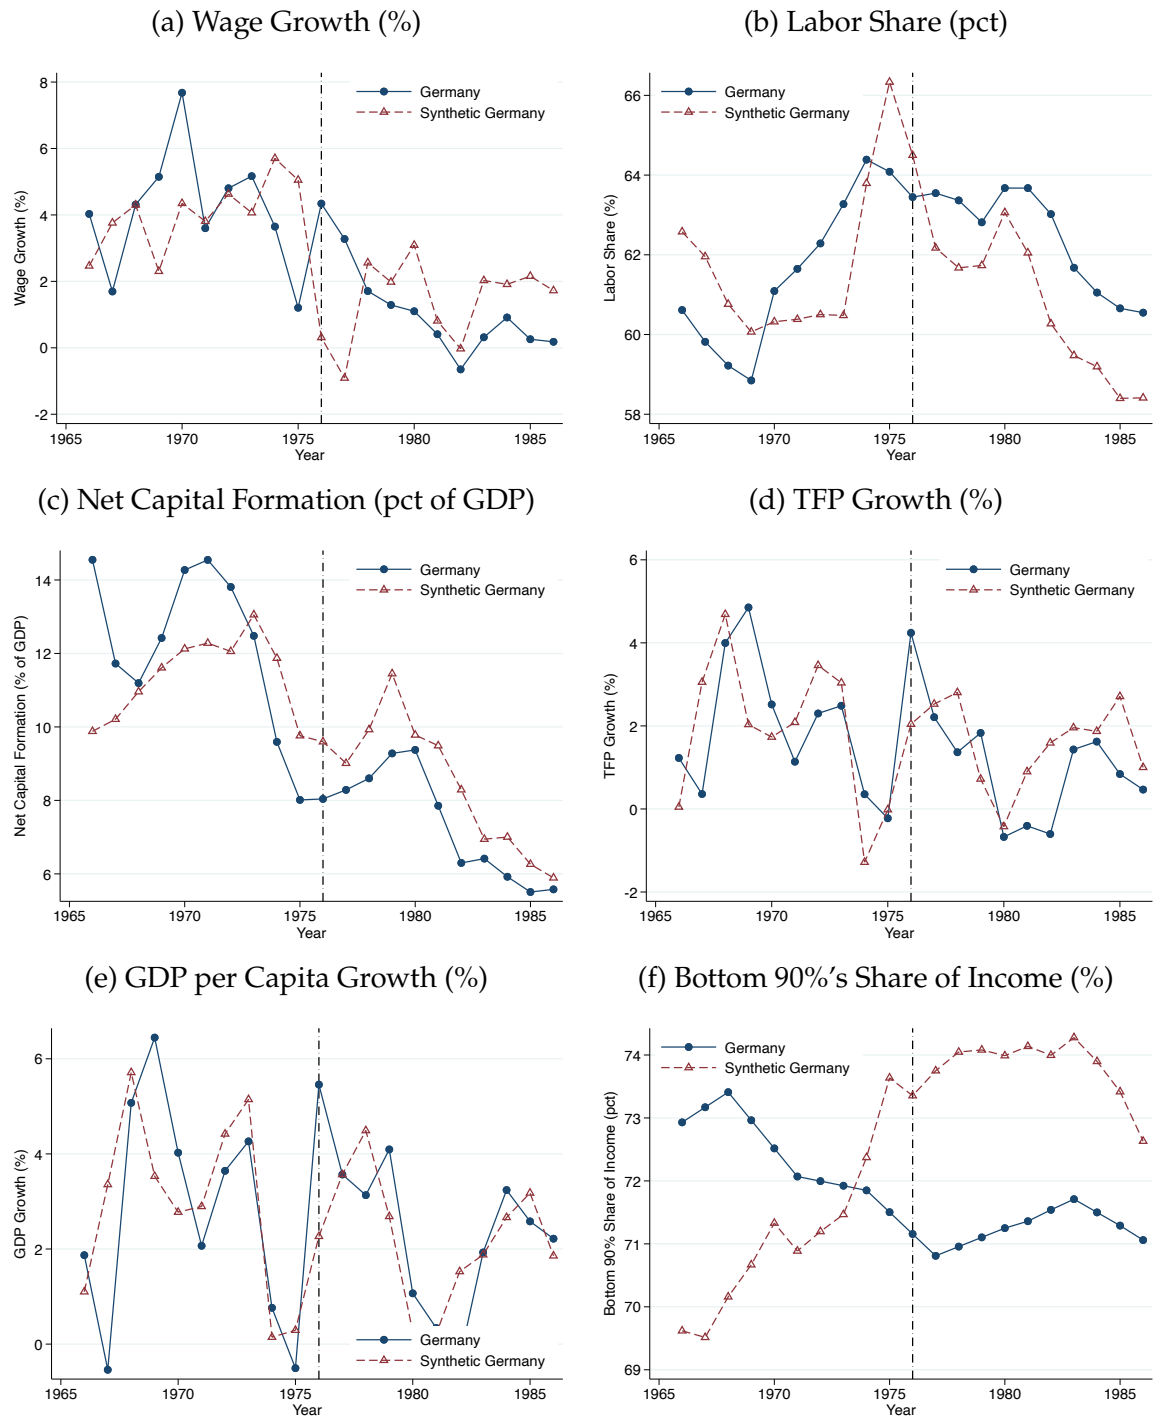 (a) Wage Growth (%)
Germany
Synthetic Germany
Wage Growth (%)
8
6
4
2
0
-2
1965 1970 1975 1980 1985
Year
(b) Labor Share (pct)
Germany
Synthetic Germany
Labor Share (%)
66
64
62
60
58
1965 1970 1975 1980 1985
Year
(c) Net Capital Formation (pct of GDP)
Germany
Synthetic Germany
Net Capital Formation (% of GDP)
14
12
10
8
6
1965 1970 1975 1980 1985
Year
(d) TFP Growth (%)
Germany
Synthetic Germany
TFP Growth (%)
6
4
2
0
-2
1965 1970 1975 1980 1985
Year
(e) GDP per Capita Growth (%)
GDP Growth (%)
6
4
2
0
Germany
Synthetic Germany
1965 1970 1975 1980 1985
Year
(f) Bottom 90%'s Share of Income (%)
Germany
Synthetic Germany
Bottom 90% Share of Income (pct)
74
73
72
71
70
69
1965 1970 1975 1980 1985
Year